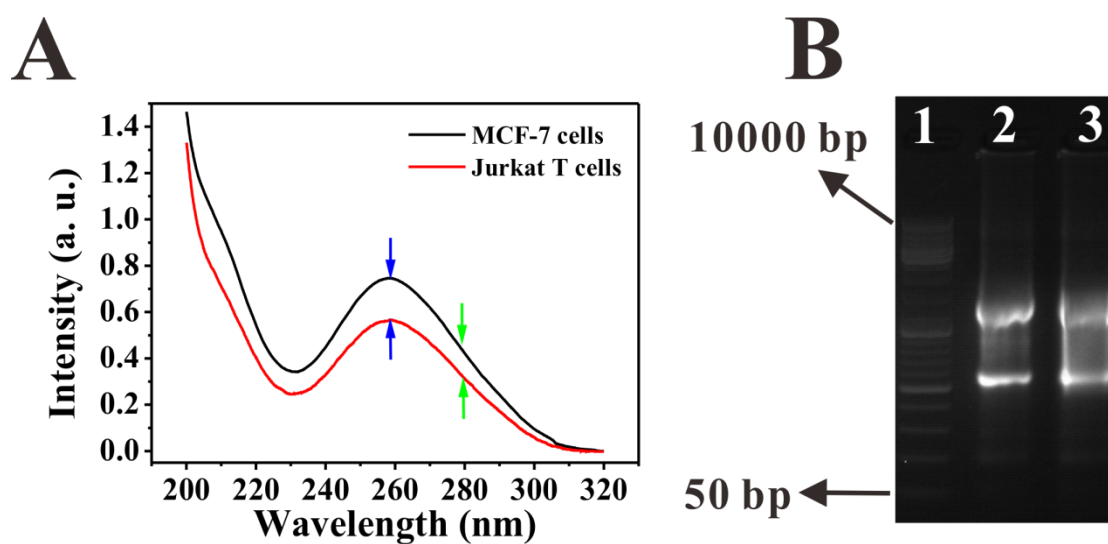 A
B
Intensity (a. u.)
1.4
1.2
1.0
0.8
0.6
0.4
0.2
0.0
MCF-7 cells
Jurkat T cells
200 220 240 260 280 300 320
Wavelength (nm)
10000 bp
1 2 3
50 bp